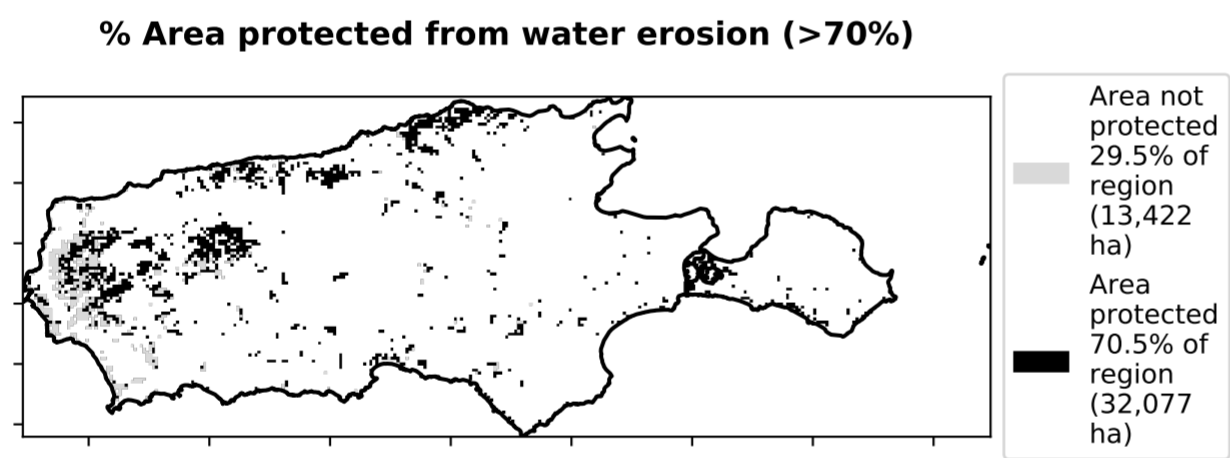 % Area protected from water erosion (>70%)
Area not
protected
29.5% of
region
(13,422
ha)
Area
protected
70.5% of
region
(32,077
ha)